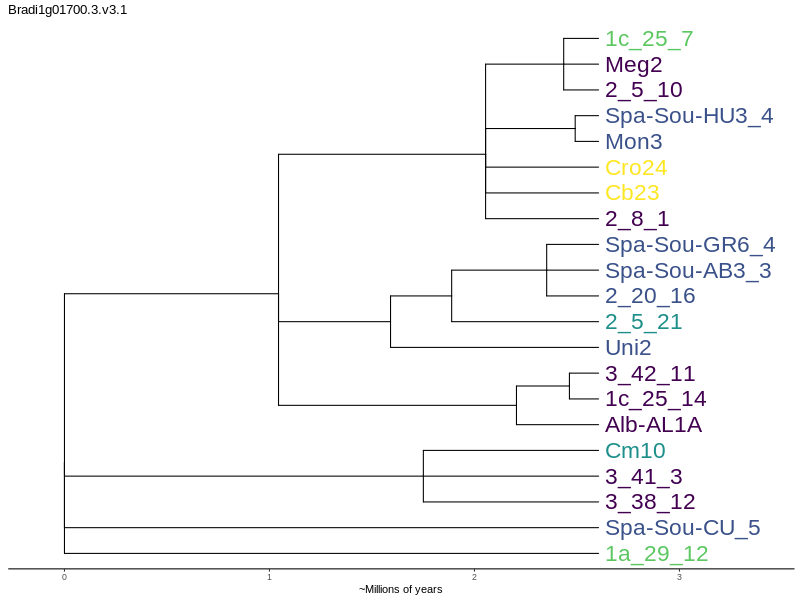 Bradi1g01700.3.v3.1
1c_25_7
Meg2
2_5_10
Spa-Sou-HU3_4
Mon3
Cro24
Cb23
2_8_1
Spa-Sou-GR6_4
Spa-Sou-AB3_3
2_20_16
2_5_21
Uni2
3_42_11
1c_25_14
Alb-AL1A
Cm10
3_41_3
3_38_12
Spa-Sou-CU_5
1a_29_12
0 1 2 3
~Millions of years